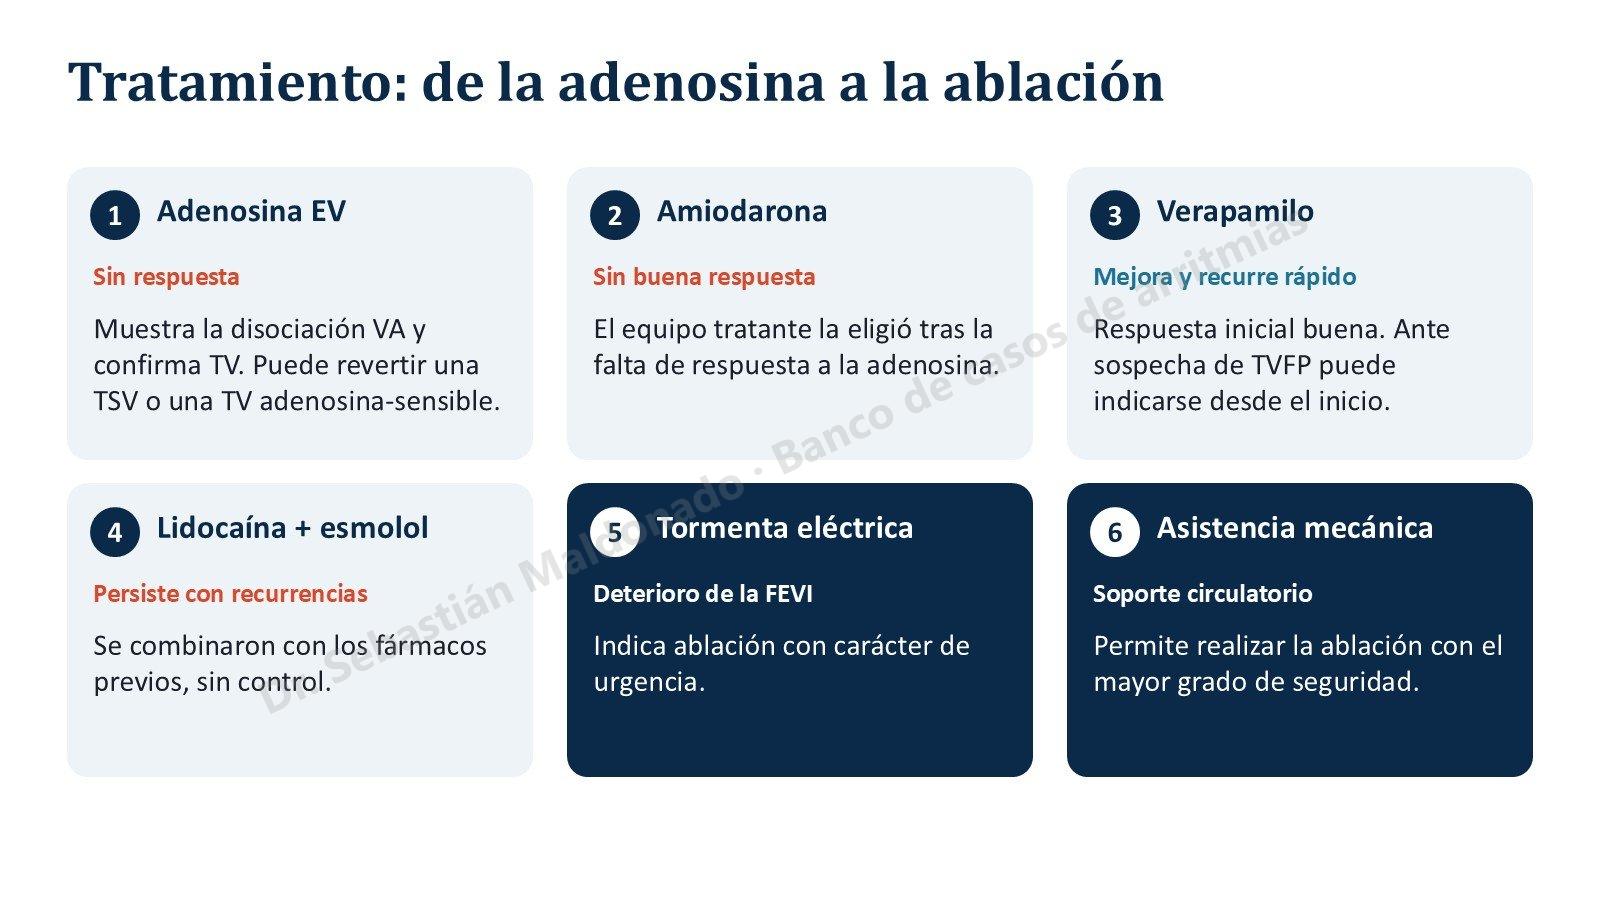 Tratamiento: de la adenosina a la ablación
1 Adenosina EV
Sin respuesta
Muestra la disociación VA y
confirma TV. Puede revertir una
TSV o una TV adenosina-sensible.
2 Amiodarona
Sin buena respuesta
El equipo tratante la eligió tras la
falta de respuesta a la adenosina.
3 Verapamilo
Mejora y recurre rápido
Respuesta inicial buena. Ante
sospecha de TVFP puede
indicarse desde el inicio.
4 Lidocaína + esmolol
Persiste con recurrencias
Se combinaron con los fármacos
previos, sin control.
5 Tormenta eléctrica
Deterioro de la FEVI
Indica ablación con carácter de
urgencia.
6 Asistencia mecánica
Soporte circulatorio
Permite realizar la ablación con el
mayor grado de seguridad.
Dr. Sebastián Maldonado · Banco de casos de arritmias